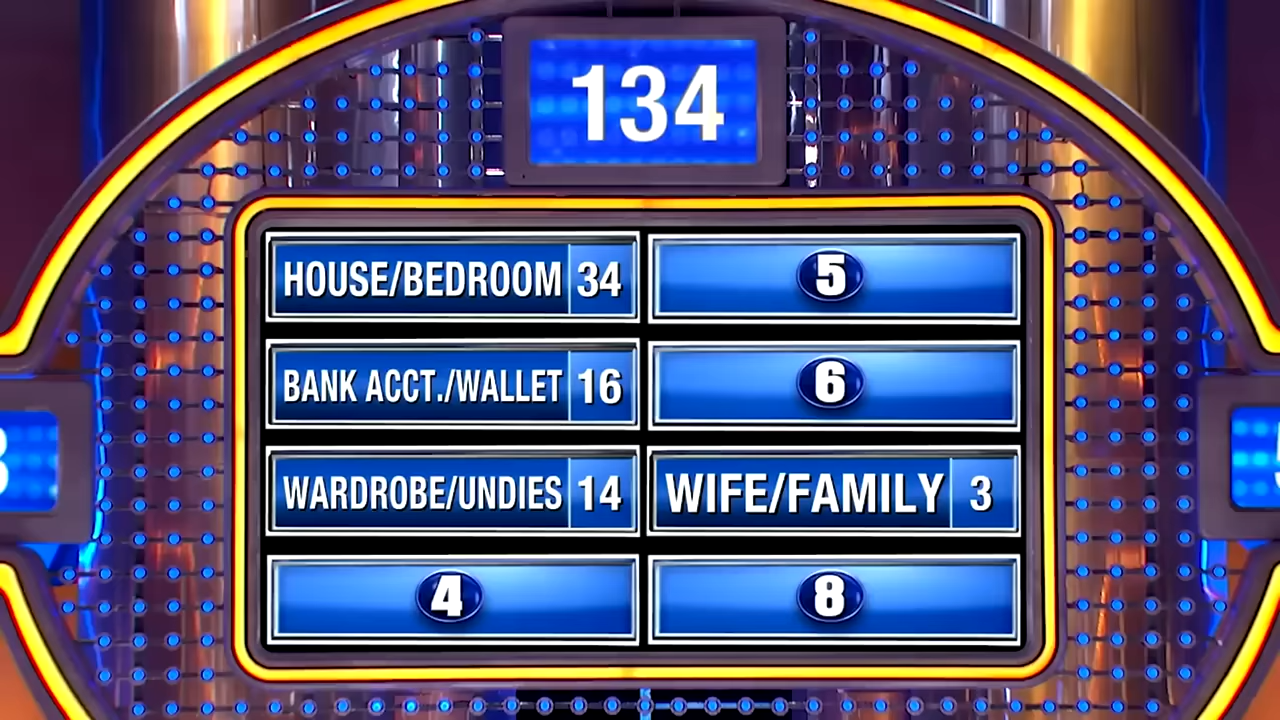 134
HOUSE/BEDROOM 34
5
BANK ACCT./WALLET 16
6
WARDROBE/UNDIES 14
WIFE/FAMILY 3
4
8